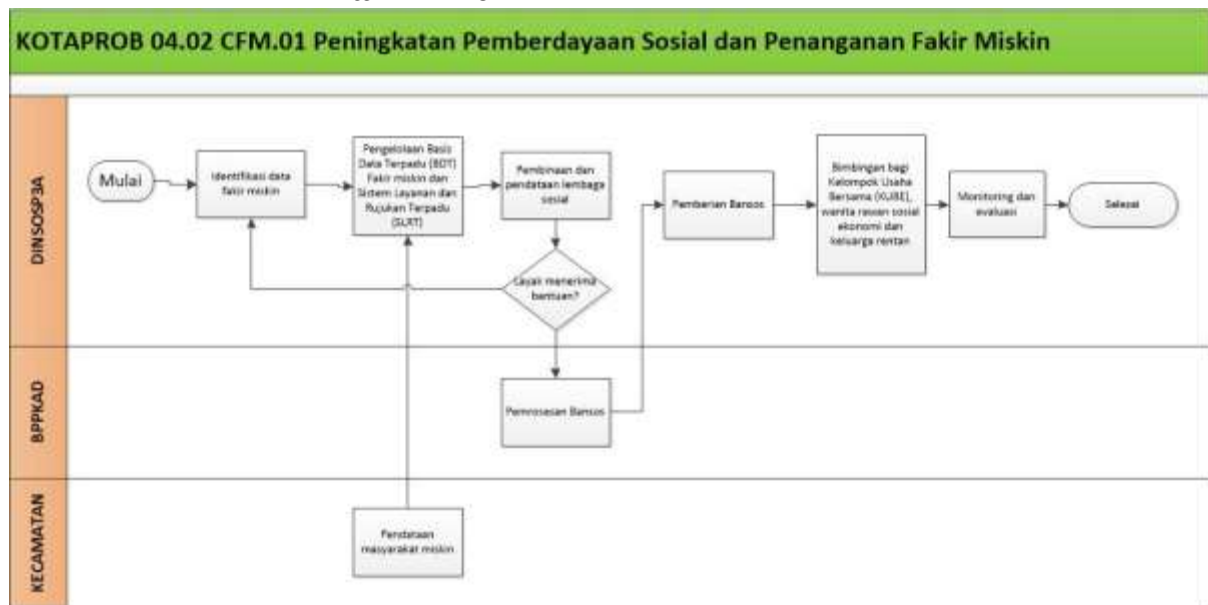 KOTAPROB 04.02 CFM.01 Peningkatan Pemberdayaan Sosial dan Penanganan Fakir Miskin
DINSOSP3A
Mulai
Identifikasi data
fakir miskin
Pengelolaan Basis
Data Terpadu (BDT)
Fakir miskin dan
Sistem Layanan dan
Rujukan Terpadu
(SLRT)
Pembinaan dan
pendataan lembaga
sosial
Layak menerima
bantuan?
Pemberian Bansos
Bimbingan bagi
Kelompok Usaha
Bersama (KUBE),
wanita rawan sosial
ekonomi dan
keluarga rentan
Monitoring dan
evaluasi
Selesai
BPPKAD
Pemrosesan Bansos
KECAMATAN
Pendataan
masyarakat miskin